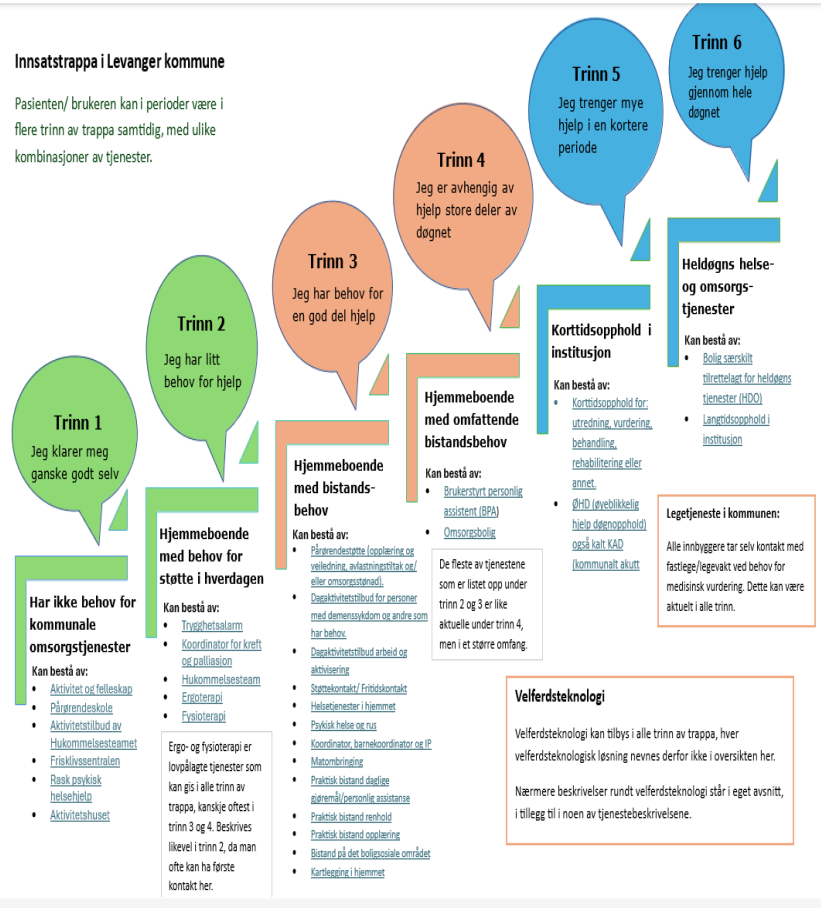 Innsatstrappa i Levanger kommune
Pasienten/ brukeren kan i perioder være i
flere trinn av trappa samtidig, med ulike
kombinasjoner av tjenester.
Trinn 1
Jeg klarer meg
ganske godt selv
Har ikke behov for
kommunale
omsorgstjenester
Kan bestå av:
• Aktivitet og felleskap
• Pårørendeskole
• Aktivitetstilbud av
Hukommelsesteamet
• Frisklivssentralen
• Rask psykisk
helsehjelp
• Aktivitetshuset
Trinn 2
Jeg har litt
behov for hjelp
Hjemmeboende
med behov for
støtte i hverdagen
Kan bestå av:
• Trygghetsalarm
• Koordinator for kreft
og palliasjon
• Hukommelsesteam
• Ergoterapi
• Fysioterapi
Ergo- og fysioterapi er
lovpålagte tjenester som
kan gis i alle trinn av
trappa, kanskje oftest i
trinn 3 og 4. Beskrives
likevel i trinn 2, da man
ofte kan ha første
kontakt her.
Trinn 3
Jeg har behov for
en god del hjelp
Hjemmeboende
med bistands-
behov
Kan bestå av:
• Pårørendestøtte (opplæring og
veiledning, avlastningstiltak og/
eller omsorgsstønad).
• Dagaktivitetstilbud for personer
med demenssykdom og andre som
har behov.
• Dagaktivitetstilbud arbeid og
aktivisering
• Støttekontakt/ Fritidskontakt
• Helsetjenester i hjemmet
• Psykisk helse og rus
• Koordinator, barnekoordinator og IP
• Matombringing
• Praktisk bistand daglige
gjøremål/personlig assistanse
• Praktisk bistand renhold
• Praktisk bistand opplæring
• Bistand på det boligsosiale området
• Kartlegging i hjemmet
Trinn 4
Jeg er avhengig av
hjelp store deler av
døgnet
Hjemmeboende
med omfattende
bistandsbehov
Kan bestå av:
• Brukerstyrt personlig
assistent (BPA)
• Omsorgsbolig
De fleste av tjenestene
som er listet opp under
trinn 2 og 3 er like
aktuelle under trinn 4,
men i et større omfang.
Trinn 5
Jeg trenger mye
hjelp i en kortere
periode
Korttidsopphold i
institusjon
Kan bestå av:
• Korttidsopphold for:
utredning, vurdering,
behandling,
rehabilitering eller
annet.
• ØHD (øyeblikkelig
hjelp døgnopphold)
også kalt KAD
(kommunalt akutt
Trinn 6
Jeg trenger hjelp
gjennom hele
døgnet
Heldøgns helse-
og omsorgs-
tjenester
Kan bestå av:
• Bolig særskilt
tilrettelagt for heldøgns
tjenester (HDO)
• Langtidsopphold i
institusjon
Legetjeneste i kommunen:
Alle innbyggere tar selv kontakt med
fastlege/legevakt ved behov for
medisinsk vurdering. Dette kan være
aktuelt i alle trinn.
Velferdsteknologi
Velferdsteknologi kan tilbys i alle trinn av trappa, hver
velferdsteknologisk løsning nevnes derfor ikke i oversikten her.
Nærmere beskrivelser rundt velferdsteknologi står i eget avsnitt,
i tillegg til i noen av tjenestebeskrivelsene.